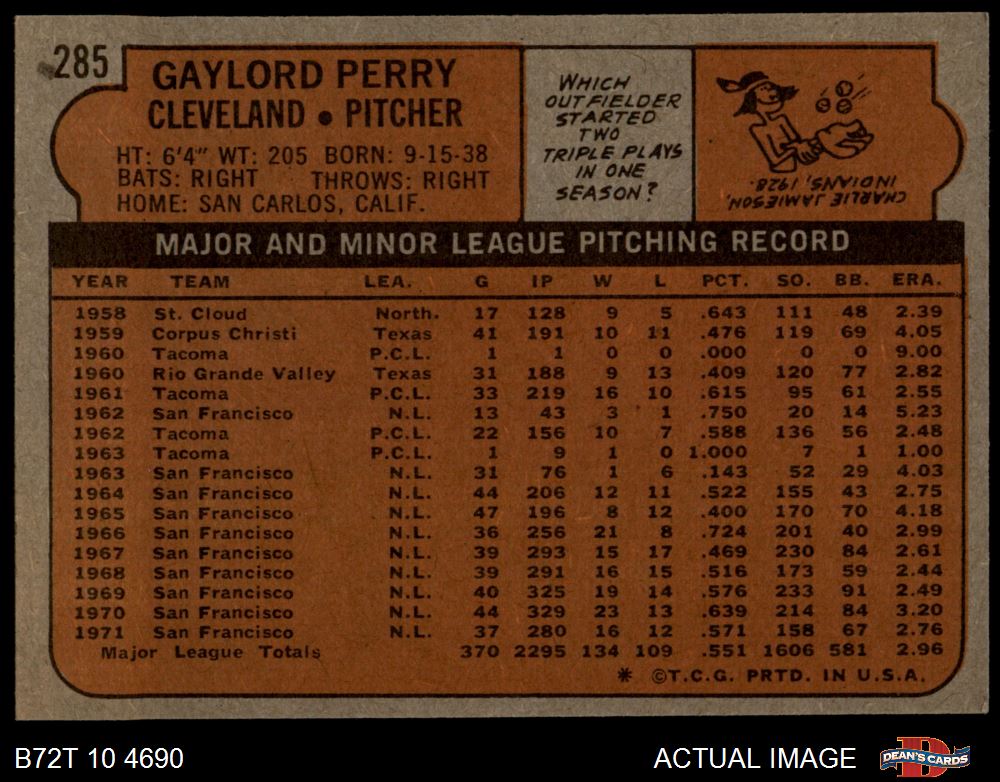 285
GAYLORD PERRY
CLEVELAND • PITCHER
HT: 6'4" WT: 205 BORN: 9-15-38
BATS: RIGHT THROWS: RIGHT
HOME: SAN CARLOS, CALIF.
WHICH
OUTFIELDER
STARTED
TWO
TRIPLE PLAYS
IN ONE
SEASON?
CHARLIE JAMIESON,
INDIANS, 1928.
MAJOR AND MINOR LEAGUE PITCHING RECORD
YEAR TEAM LEA. G IP W L PCT. SO. BB. ERA.
1958 St. Cloud North. 17 128 9 5 .643 111 48 2.39
1959 Corpus Christi Texas 41 191 10 11 .476 119 69 4.05
1960 Tacoma P.C.L. 1 1 0 0 .000 0 0 9.00
1960 Rio Grande Valley Texas 31 188 9 13 .409 120 77 2.82
1961 Tacoma P.C.L. 33 219 16 10 .615 95 61 2.55
1962 San Francisco N.L. 13 43 3 1 .750 20 14 5.23
1962 Tacoma P.C.L. 22 156 10 7 .588 136 56 2.48
1963 Tacoma P.C.L. 1 9 1 0 1.000 7 1 1.00
1963 San Francisco N.L. 31 76 1 6 .143 52 29 4.03
1964 San Francisco N.L. 44 206 12 11 .522 155 43 2.75
1965 San Francisco N.L. 47 196 8 12 .400 170 70 4.18
1966 San Francisco N.L. 36 256 21 8 .724 201 40 2.99
1967 San Francisco N.L. 39 293 15 17 .469 230 84 2.61
1968 San Francisco N.L. 39 291 16 15 .516 173 59 2.44
1969 San Francisco N.L. 40 325 19 14 .576 233 91 2.49
1970 San Francisco N.L. 44 329 23 13 .639 214 84 3.20
1971 San Francisco N.L. 37 280 16 12 .571 158 67 2.76
Major League Totals 370 2295 134 109 .551 1606 581 2.96
* ©T.C.G. PRTD. IN U.S.A.
B72T 10 4690
ACTUAL IMAGE
D
DEAN'S CARDS